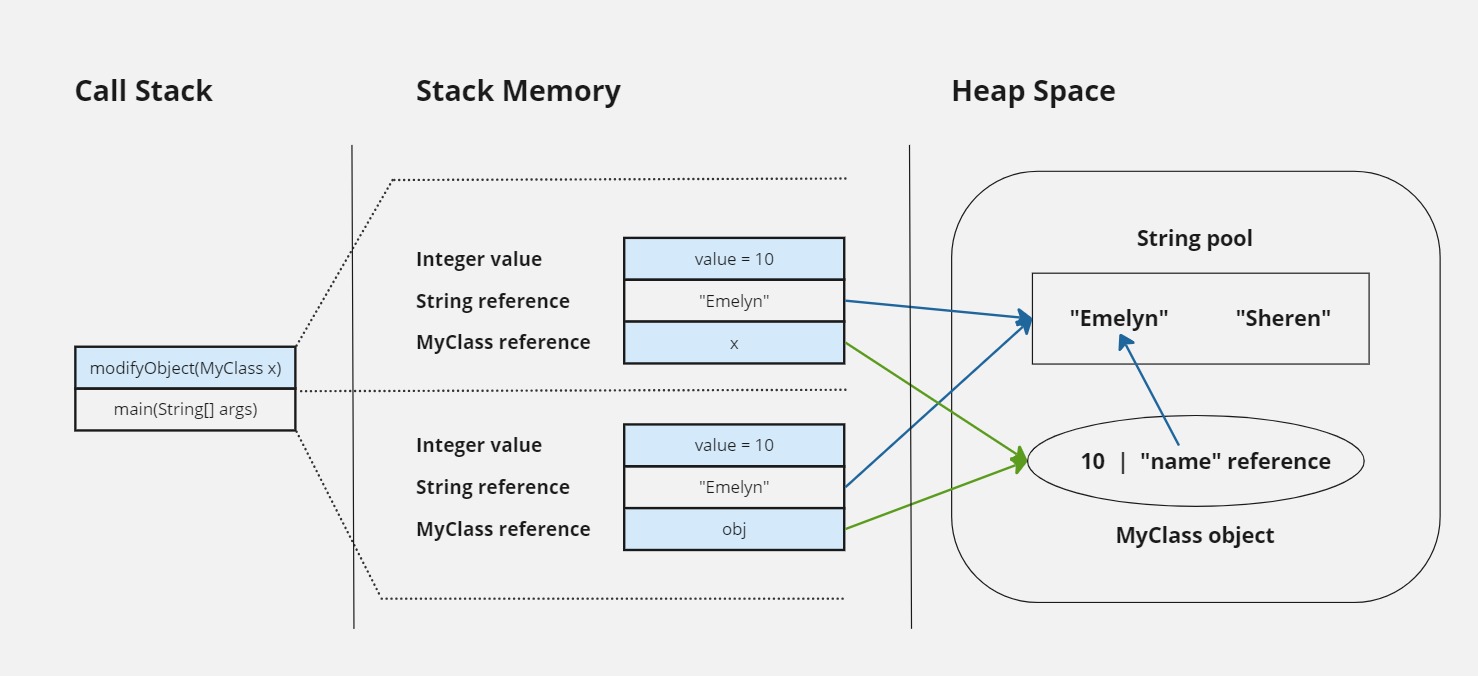 Call Stack
Stack Memory
Heap Space
modifyObject(MyClass x)
main(String[] args)
Integer value
value = 10
String reference
"Emelyn"
MyClass reference
x
Integer value
value = 10
String reference
"Emelyn"
MyClass reference
obj
String pool
"Emelyn" "Sheren"
10 | "name" reference
MyClass object